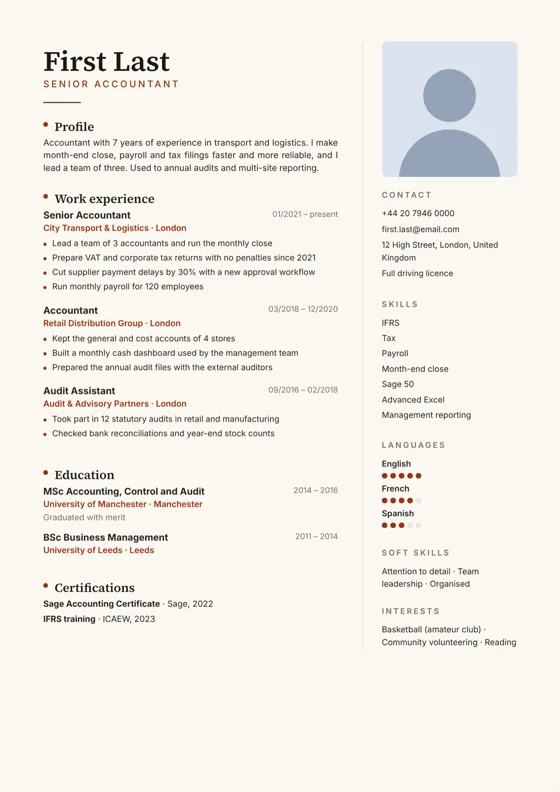 First Last
SENIOR ACCOUNTANT
Profile
Accountant with 7 years of experience in transport and logistics. I make
month-end close, payroll and tax filings faster and more reliable, and I
lead a team of three. Used to annual audits and multi-site reporting.
Work experience
Senior Accountant 01/2021 – present
City Transport & Logistics · London
Lead a team of 3 accountants and run the monthly close
Prepare VAT and corporate tax returns with no penalties since 2021
Cut supplier payment delays by 30% with a new approval workflow
Run monthly payroll for 120 employees
Accountant 03/2018 – 12/2020
Retail Distribution Group · London
Kept the general and cost accounts of 4 stores
Built a monthly cash dashboard used by the management team
Prepared the annual audit files with the external auditors
Audit Assistant 09/2016 – 02/2018
Audit & Advisory Partners · London
Took part in 12 statutory audits in retail and manufacturing
Checked bank reconciliations and year-end stock counts
Education
MSc Accounting, Control and Audit 2014 – 2016
University of Manchester · Manchester
Graduated with merit
BSc Business Management 2011 – 2014
University of Leeds · Leeds
Certifications
Sage Accounting Certificate · Sage, 2022
IFRS training · ICAEW, 2023
CONTACT
+44 20 7946 0000
first.last@email.com
12 High Street, London, United
Kingdom
Full driving licence
SKILLS
IFRS
Tax
Payroll
Month-end close
Sage 50
Advanced Excel
Management reporting
LANGUAGES
English
French
Spanish
SOFT SKILLS
Attention to detail · Team
leadership · Organised
INTERESTS
Basketball (amateur club) ·
Community volunteering · Reading